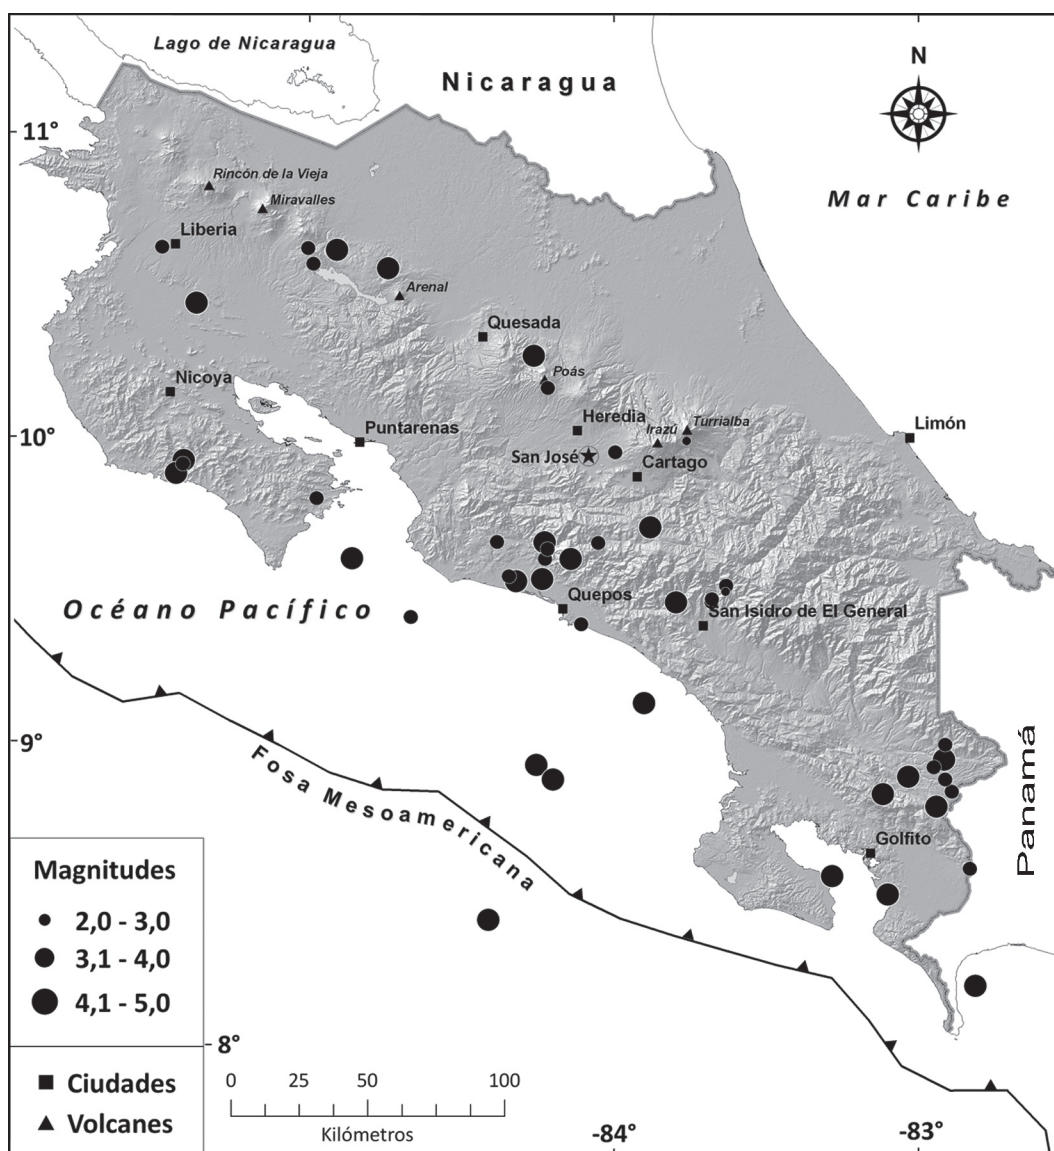 Lago de Nicaragua
Nicaragua
N
11°
Rincón de la Vieja
Miravalles
Mar Caribe
Liberia
Arenal
Quesada
Poás
Nicoya
Heredia
Turrialba
Irazú
Limón
Puntarenas
10°
San José
Cartago
Quepos
Océano Pacífico
San Isidro de El General
9°
Fosa Mesoamericana
Panamá
Golfito
Magnitudes
2,0 - 3,0
3,1 - 4,0
4,1 - 5,0
8°
Ciudades
Volcanes
0 25 50 100
Kilómetros
-84° -83°